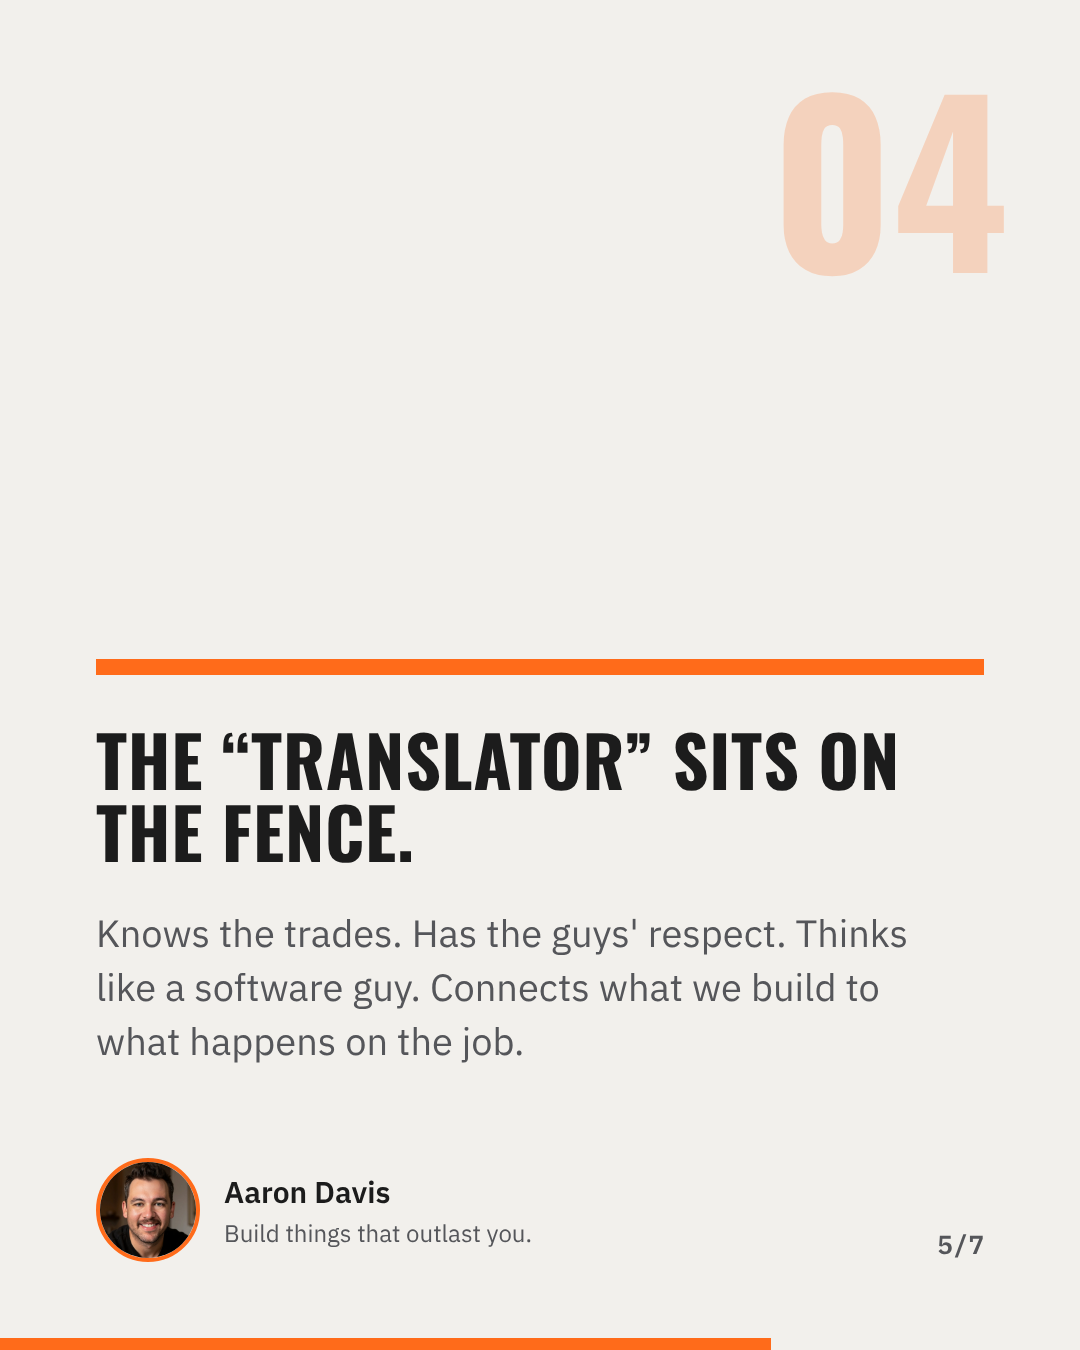 04
THE “TRANSLATOR” SITS ON
THE FENCE.
Knows the trades. Has the guys' respect. Thinks
like a software guy. Connects what we build to
what happens on the job.
Aaron Davis
Build things that outlast you.
5/7